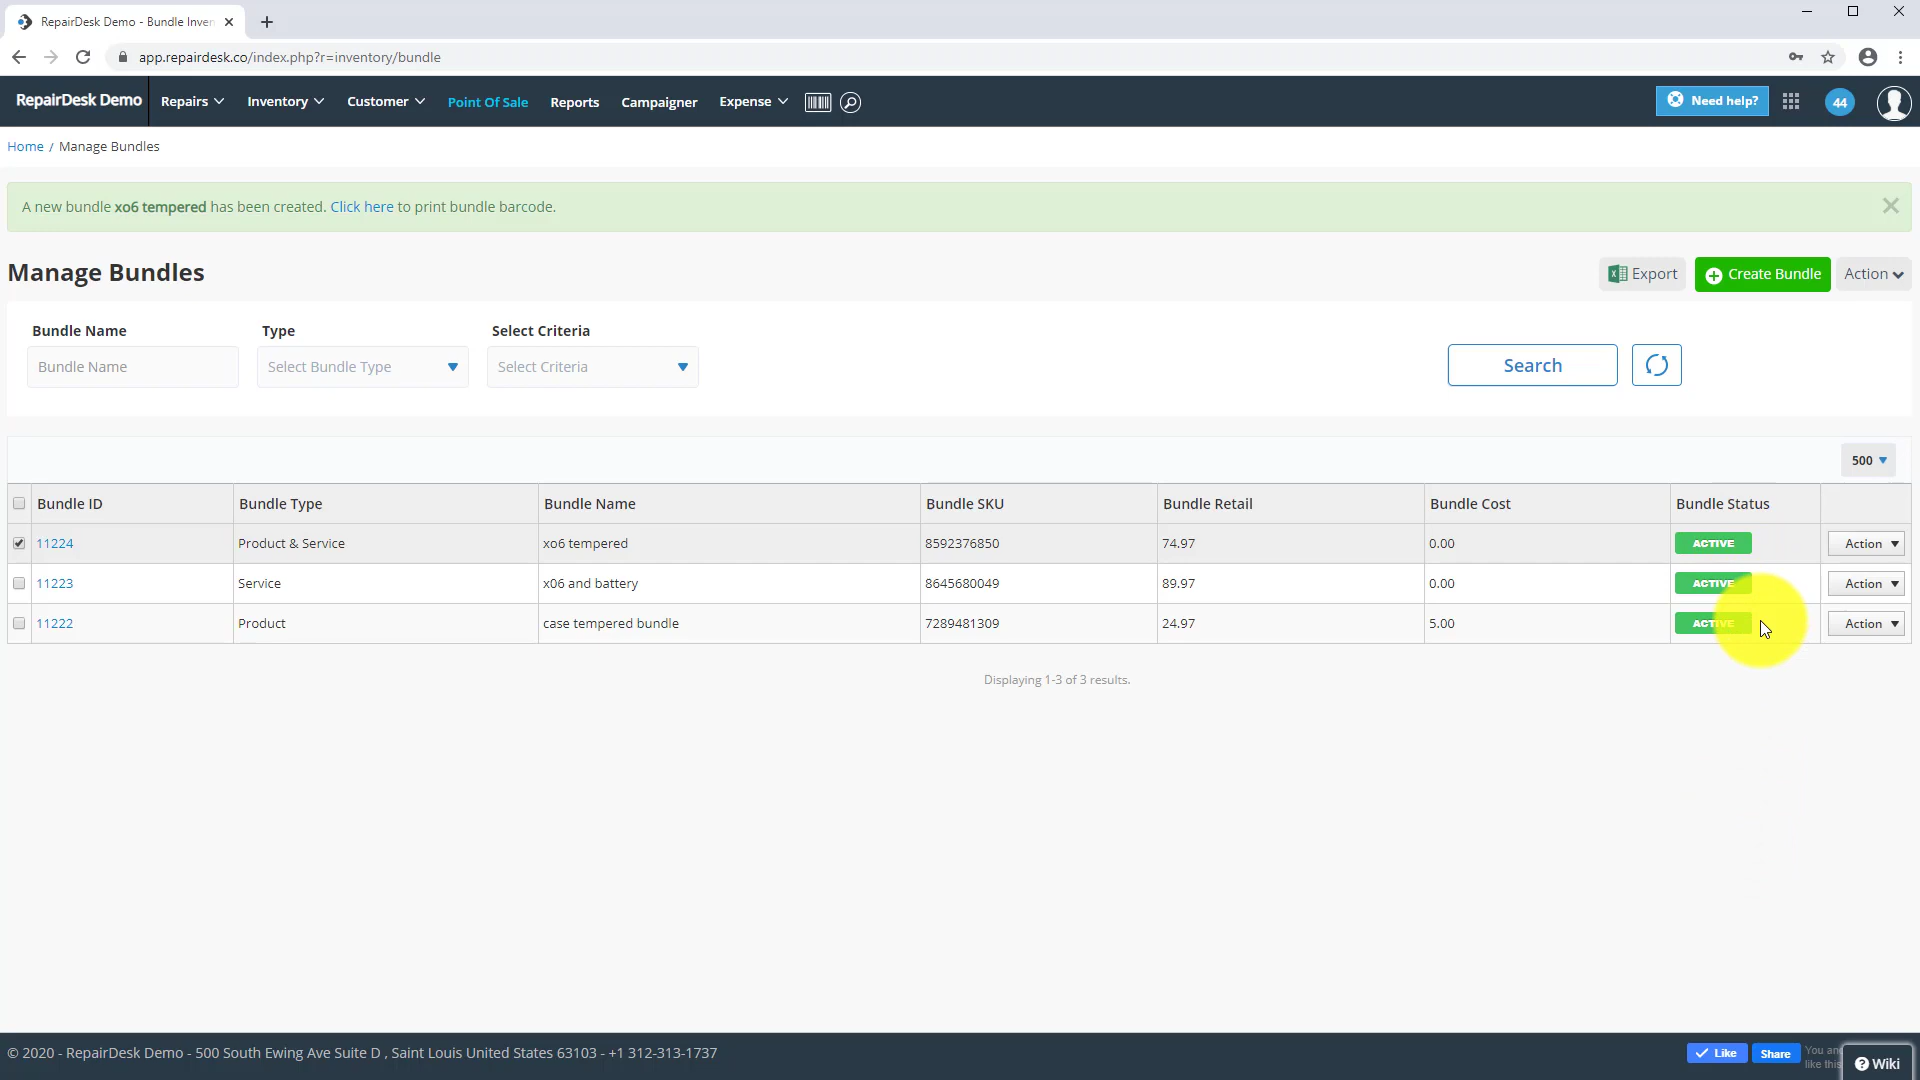 RepairDesk Demo - Bundle Inven
app.repairdesk.co/index.php?r=inventory/bundle
RepairDesk Demo Repairs Inventory Customer Point Of Sale Reports Campaigner Expense Need help? 44
Home / Manage Bundles
A new bundle xo6 tempered has been created. Click here to print bundle barcode.
Manage Bundles Export Create Bundle Action
Bundle Name Type Select Criteria
Bundle Name Select Bundle Type Select Criteria Search
500
Bundle ID Bundle Type Bundle Name Bundle SKU Bundle Retail Bundle Cost Bundle Status
11224 Product & Service xo6 tempered 8592376850 74.97 0.00 ACTIVE Action
11223 Service x06 and battery 8645680049 89.97 0.00 ACTIVE Action
11222 Product case tempered bundle 7289481309 24.97 5.00 ACTIVE Action
Displaying 1-3 of 3 results.
© 2020 - RepairDesk Demo - 500 South Ewing Ave Suite D , Saint Louis United States 63103 - +1 312-313-1737
Like Share You and
like this
Wiki